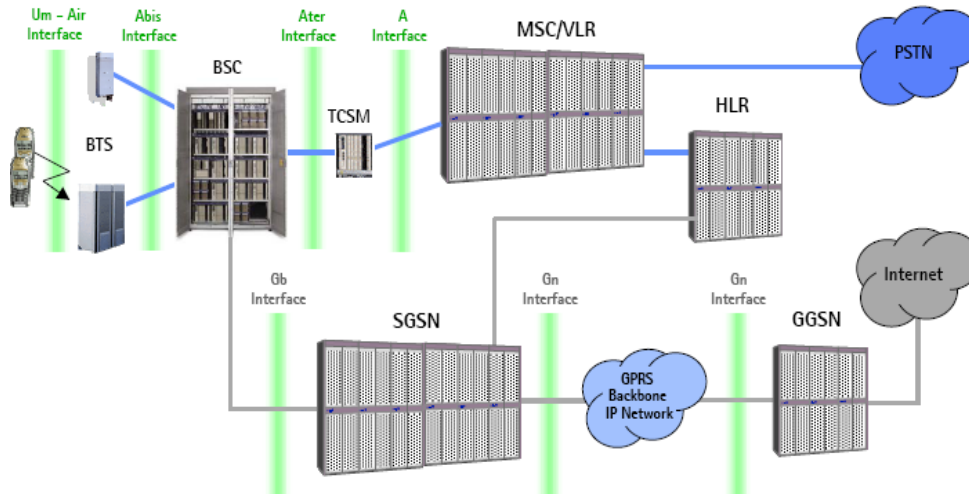 Um - Air
Interface
Abis
Interface
Ater
Interface
A
Interface
MSC/VLR
PSTN
BSC
TCSM
HLR
BTS
Internet
Gb
Interface
Gn
Interface
Gn
Interface
SGSN
GGSN
GPRS
Backbone
IP Network